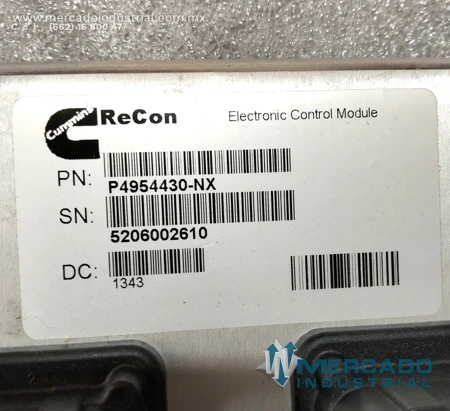 www.mercadoindustrial.com.mx
Cummins
ReCon
Electronic Control Module
PN:
P4954430-NX
SN:
5206002610
DC:
1343
MERCADO
INDUSTRIAL